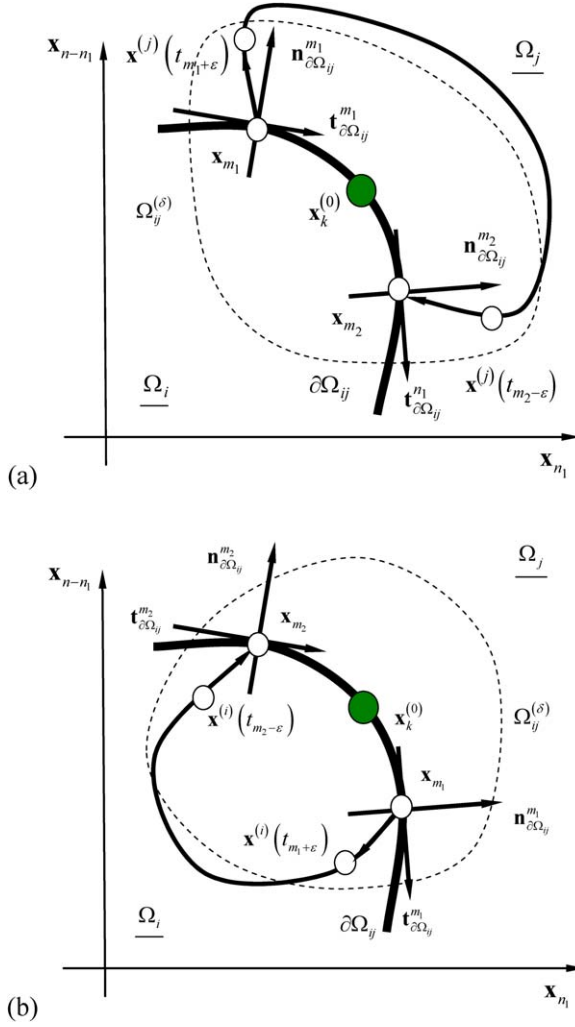 𝐱_{n-n_1}
𝐱^{(j)}(t_{m_1+ε})
𝐧^{m_1}_{∂Ω_{ij}}
Ω_j
𝐭^{m_1}_{∂Ω_{ij}}
𝐱_{m_1}
Ω^{(δ)}_{ij}
𝐱^{(0)}_k
𝐧^{m_2}_{∂Ω_{ij}}
𝐱_{m_2}
Ω_i
∂Ω_{ij}
𝐭^{n_1}_{∂Ω_{ij}}
𝐱^{(j)}(t_{m_2-ε})
𝐱_{n_1}
(a)
𝐧^{m_2}_{∂Ω_{ij}}
Ω_j
𝐱_{n-n_1}
𝐭^{m_2}_{∂Ω_{ij}}
𝐱_{m_2}
𝐱^{(i)}(t_{m_2-ε})
𝐱^{(0)}_k
Ω^{(δ)}_{ij}
𝐱_{m_1}
𝐱^{(i)}(t_{m_1+ε})
𝐧^{m_1}_{∂Ω_{ij}}
Ω_i
∂Ω_{ij}
𝐭^{m_1}_{∂Ω_{ij}}
𝐱_{n_1}
(b)